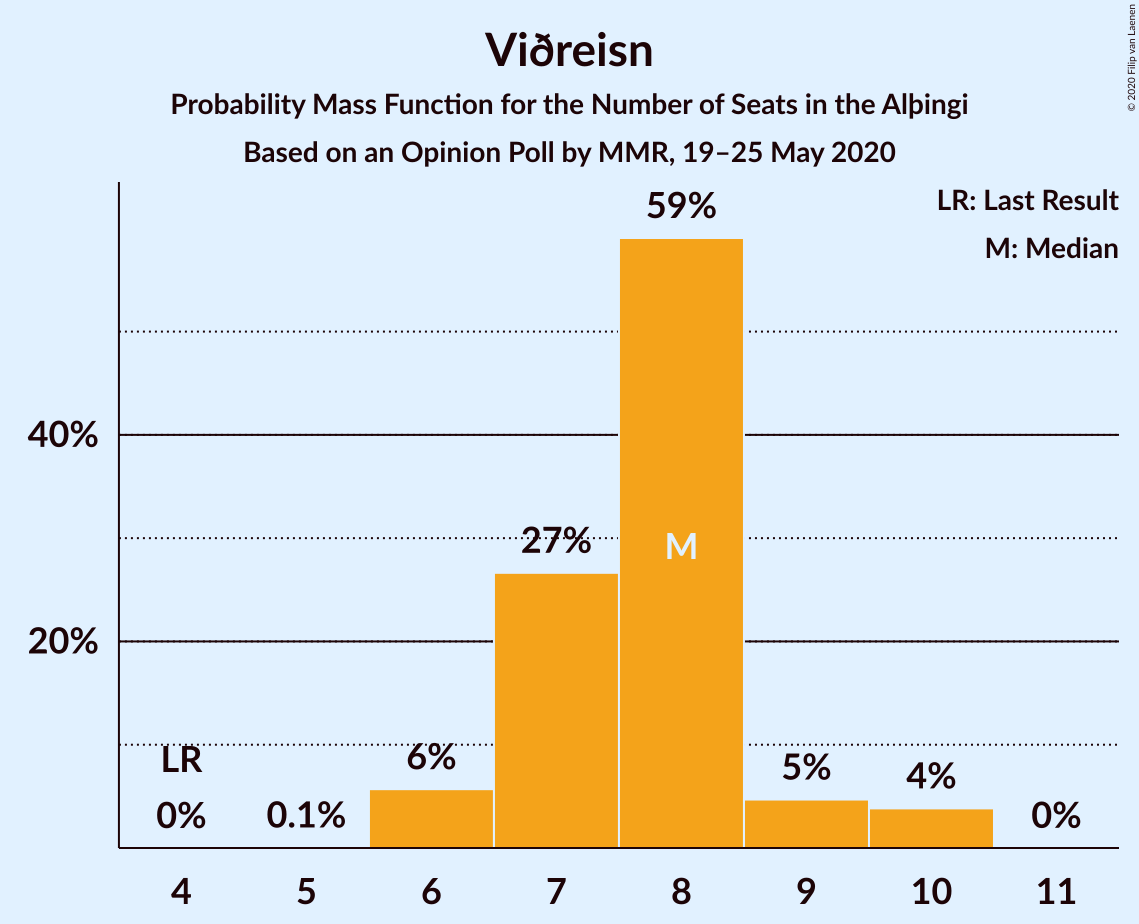 Viðreisn
Probability Mass Function for the Number of Seats in the Alþingi
Based on an Opinion Poll by MMR, 19–25 May 2020
© 2020 Filip van Laenen
LR: Last Result
M: Median
59%
40%
27%
M
20%
LR
6%
5%
4%
0%
0.1%
0%
4 5 6 7 8 9 10 11